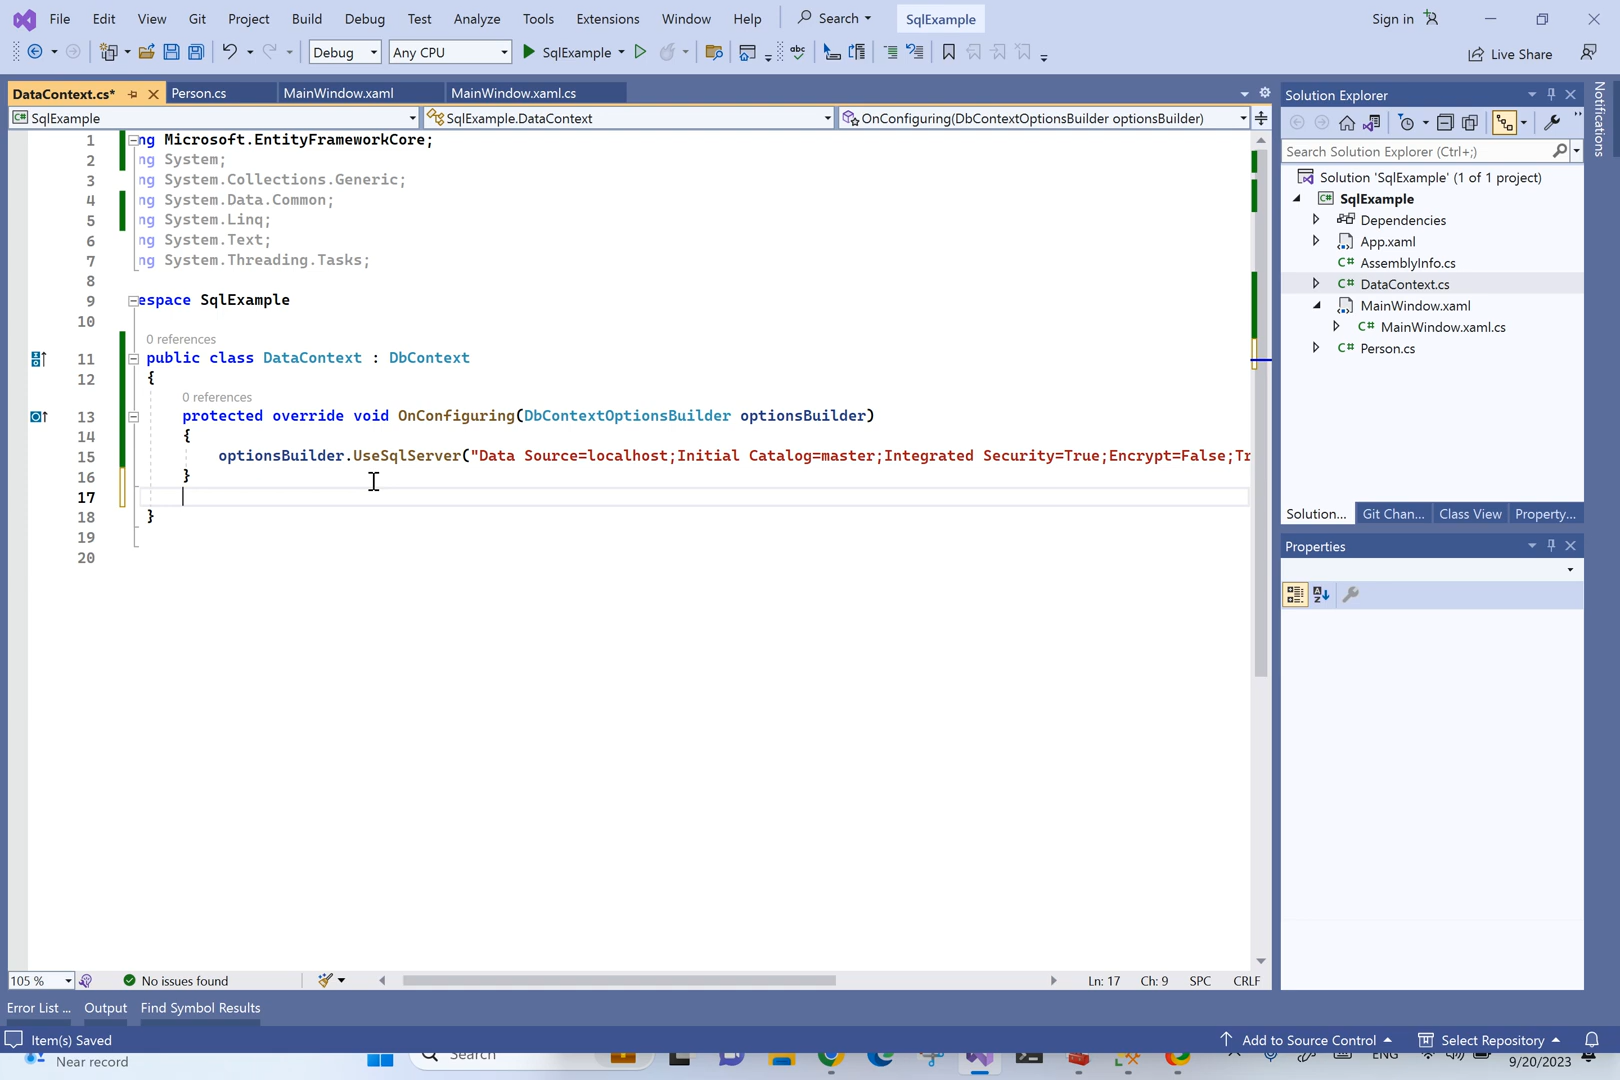 File Edit View Git Project Build Debug Test Analyze Tools Extensions Window Help Search SqlExample Sign in
Debug Any CPU SqlExample Live Share
DataContext.cs* Person.cs MainWindow.xaml MainWindow.xaml.cs
SqlExample SqlExample.DataContext OnConfiguring(DbContextOptionsBuilder optionsBuilder)
1 ng Microsoft.EntityFrameworkCore;
2 ng System;
3 ng System.Collections.Generic;
4 ng System.Data.Common;
5 ng System.Linq;
6 ng System.Text;
7 ng System.Threading.Tasks;
8
9 espace SqlExample
10
0 references
11 public class DataContext : DbContext
12 {
0 references
13 protected override void OnConfiguring(DbContextOptionsBuilder optionsBuilder)
14 {
15 optionsBuilder.UseSqlServer("Data Source=localhost;Initial Catalog=master;Integrated Security=True;Encrypt=False;Tr
16 }
17
18 }
19
20
105 % No issues found Ln: 17 Ch: 9 SPC CRLF
Error List ... Output Find Symbol Results
Item(s) Saved Add to Source Control Select Repository
Solution Explorer
Search Solution Explorer (Ctrl+;)
Solution 'SqlExample' (1 of 1 project)
SqlExample
Dependencies
App.xaml
C# AssemblyInfo.cs
C# DataContext.cs
MainWindow.xaml
C# MainWindow.xaml.cs
C# Person.cs
Solution... Git Chan... Class View Property...
Properties
Notifications
Near record Search ENG 9/20/2023